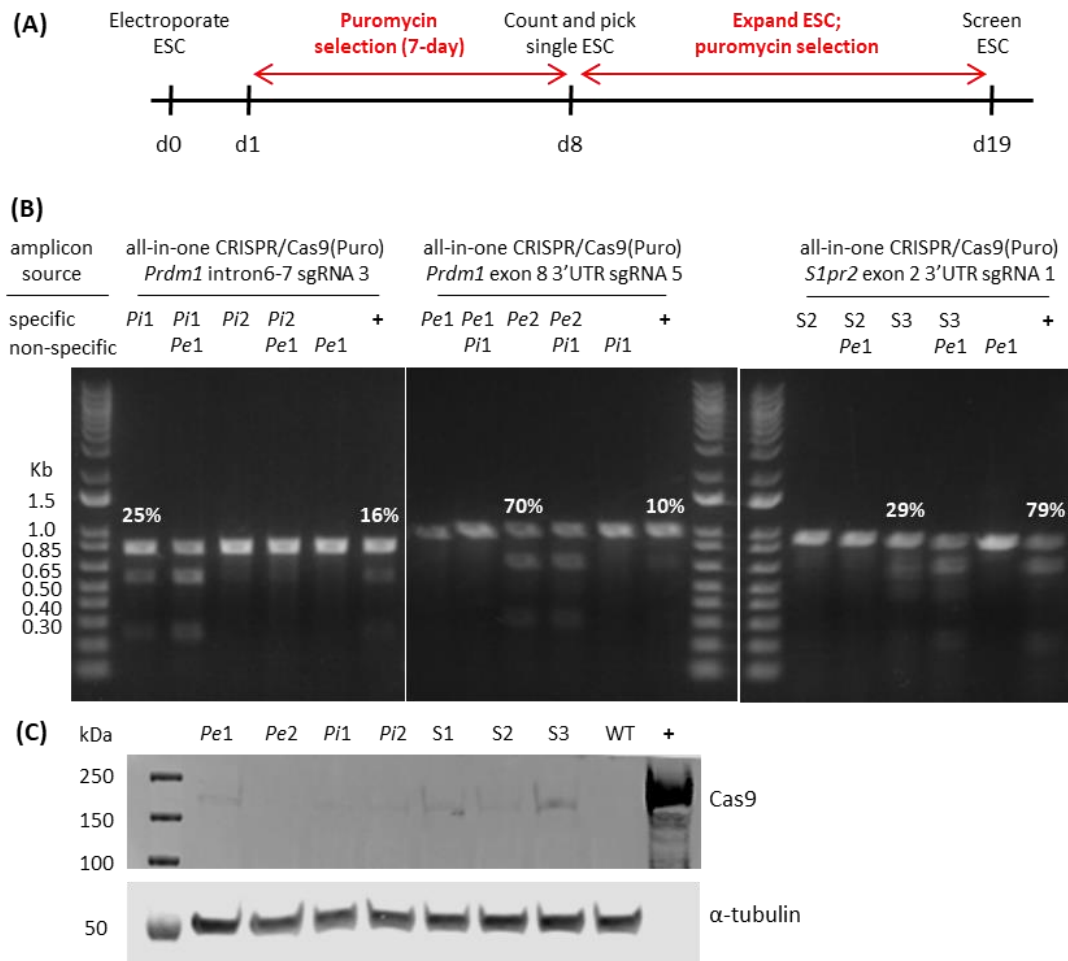 (A)
Electroporate
ESC
Puromycin
selection (7-day)
Count and pick
single ESC
Expand ESC;
puromycin selection
Screen
ESC
d0 d1 d8 d19
(B)
amplicon
source
all-in-one CRISPR/Cas9(Puro)
Prdm1 intron6-7 sgRNA 3
all-in-one CRISPR/Cas9(Puro)
Prdm1 exon 8 3'UTR sgRNA 5
all-in-one CRISPR/Cas9(Puro)
S1pr2 exon 2 3'UTR sgRNA 1
specific Pi1 Pi1 Pi2 Pi2 + Pe1 Pe1 Pe2 Pe2 + S2 S2 S3 S3 +
non-specific Pe1 Pe1 Pe1 Pi1 Pi1 Pi1 Pe1 Pe1 Pe1
Kb
1.5
1.0
0.85
0.65
0.50
0.40
0.30
25% 16% 70% 10% 29% 79%
(C) kDa Pe1 Pe2 Pi1 Pi2 S1 S2 S3 WT +
250
150
100
Cas9
50
α-tubulin